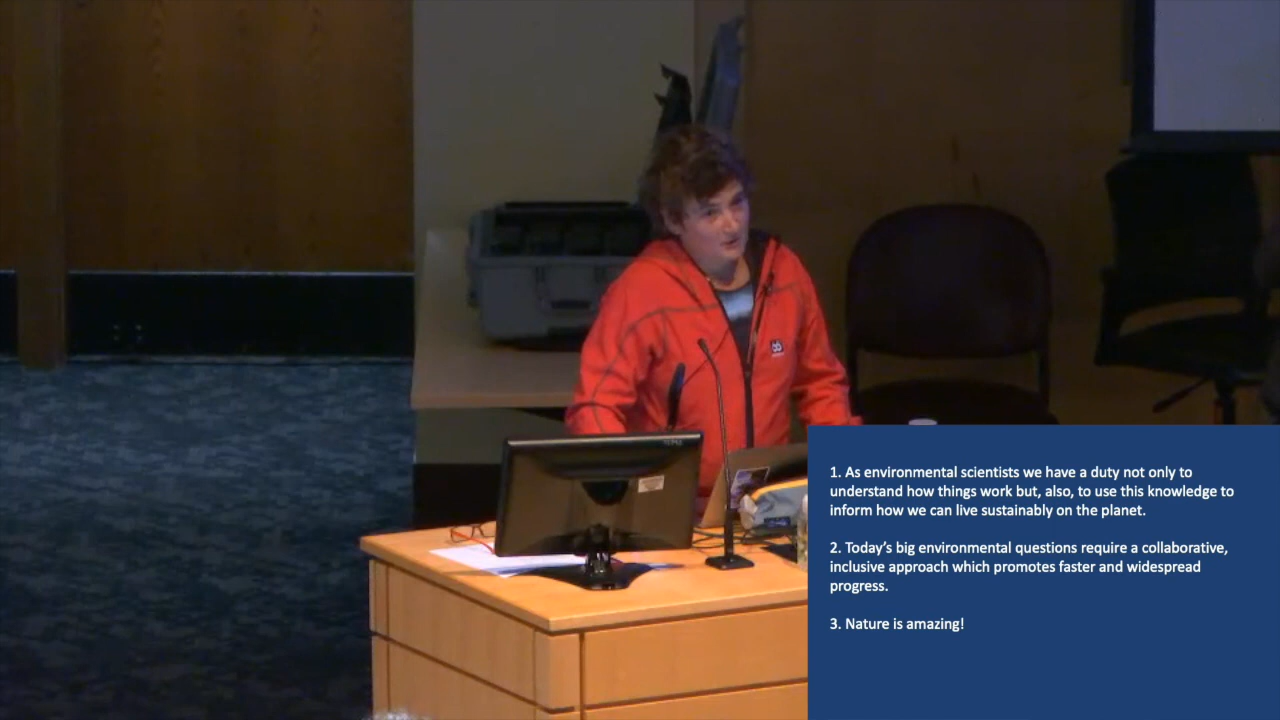 66
1. As environmental scientists we have a duty not only to
understand how things work but, also, to use this knowledge to
inform how we can live sustainably on the planet.
2. Today’s big environmental questions require a collaborative,
inclusive approach which promotes faster and widespread
progress.
3. Nature is amazing!